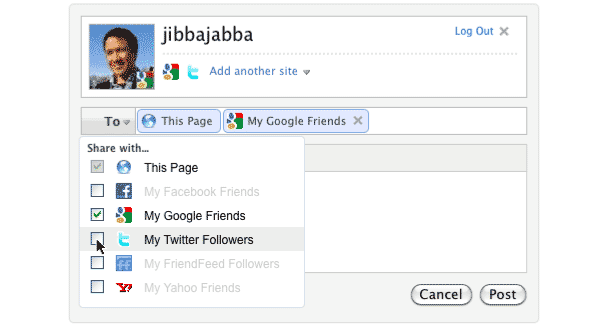 jibbajabba
Log Out
Add another site
To
This Page
My Google Friends
Share with...
This Page
My Facebook Friends
My Google Friends
My Twitter Followers
My FriendFeed Followers
My Yahoo Friends
Cancel
Post